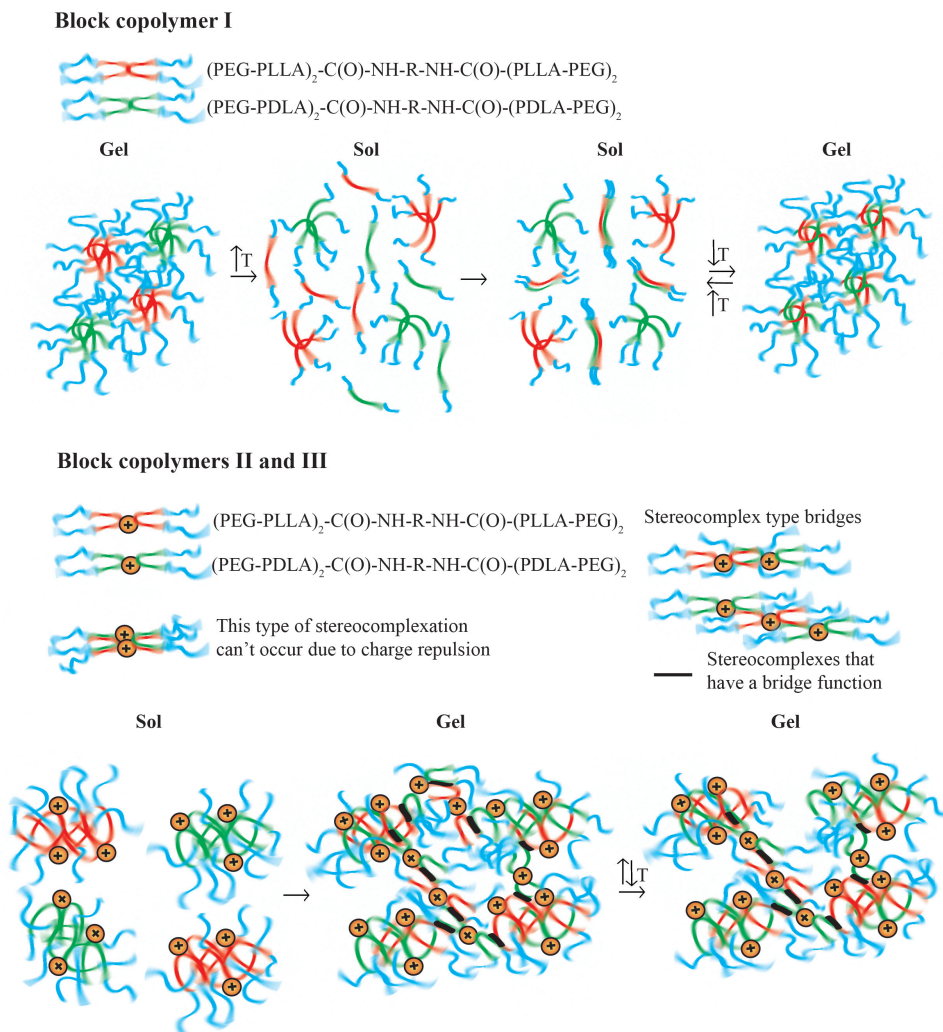 Block copolymer I
(PEG-PLLA)₂-C(O)-NH-R-NH-C(O)-(PLLA-PEG)₂
(PEG-PDLA)₂-C(O)-NH-R-NH-C(O)-(PDLA-PEG)₂
Gel Sol Sol Gel
↑T → → ↓T ⇄ ↑T
Block copolymers II and III
+ (PEG-PLLA)₂-C(O)-NH-R-NH-C(O)-(PLLA-PEG)₂
Stereocomplex type bridges
+ (PEG-PDLA)₂-C(O)-NH-R-NH-C(O)-(PDLA-PEG)₂
This type of stereocomplexation
can't occur due to charge repulsion
Stereocomplexes that
have a bridge function
Sol Gel Gel
→ ↑↓T →